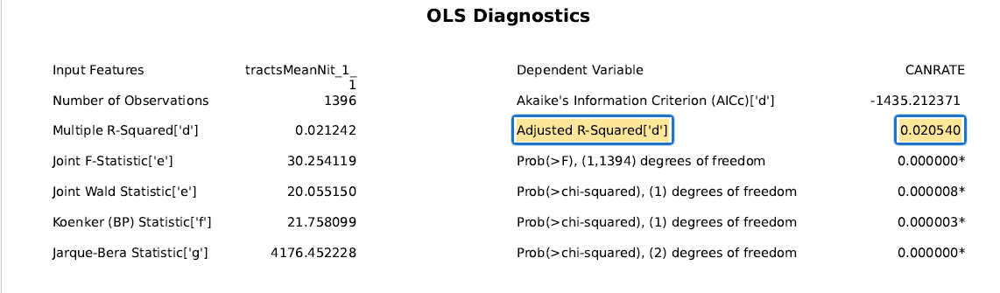 OLS Diagnostics
Input Features tractsMeanNit_1_ Dependent Variable CANRATE
1
Number of Observations 1396 Akaike's Information Criterion (AICc)['d'] -1435.212371
Multiple R-Squared['d'] 0.021242 Adjusted R-Squared['d'] 0.020540
Joint F-Statistic['e'] 30.254119 Prob(>F), (1,1394) degrees of freedom 0.000000*
Joint Wald Statistic['e'] 20.055150 Prob(>chi-squared), (1) degrees of freedom 0.000008*
Koenker (BP) Statistic['f'] 21.758099 Prob(>chi-squared), (1) degrees of freedom 0.000003*
Jarque-Bera Statistic['g'] 4176.452228 Prob(>chi-squared), (2) degrees of freedom 0.000000*